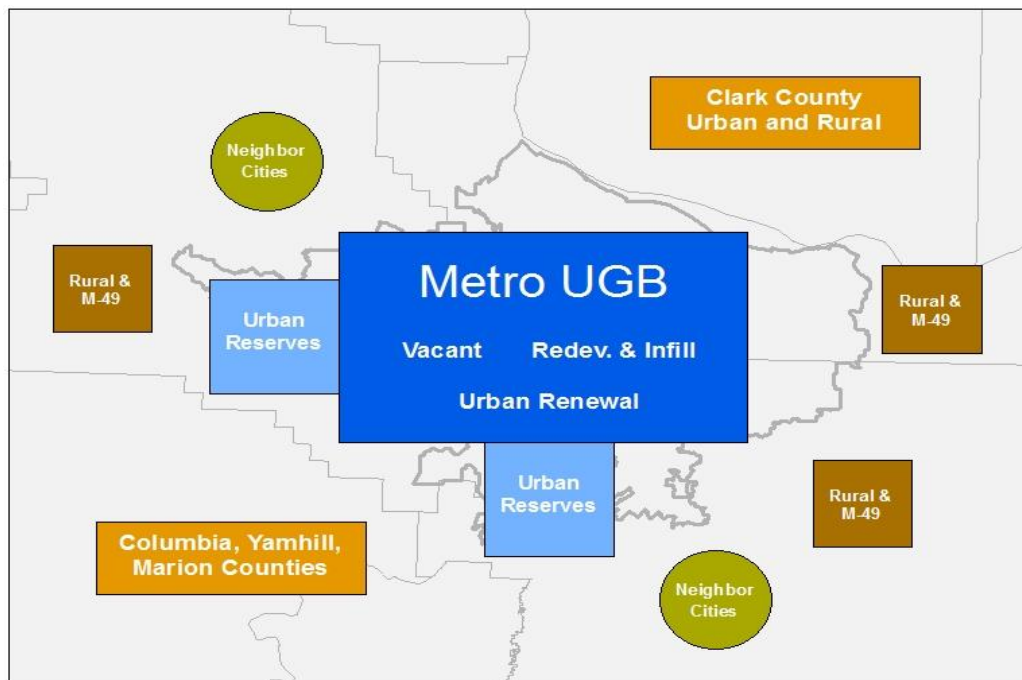 Clark County
Urban and Rural
Neighbor
Cities
Rural &
M-49
Metro UGB
Vacant Redev. & Infill
Urban Renewal
Urban
Reserves
Rural &
M-49
Urban
Reserves
Rural &
M-49
Columbia, Yamhill,
Marion Counties
Neighbor
Cities